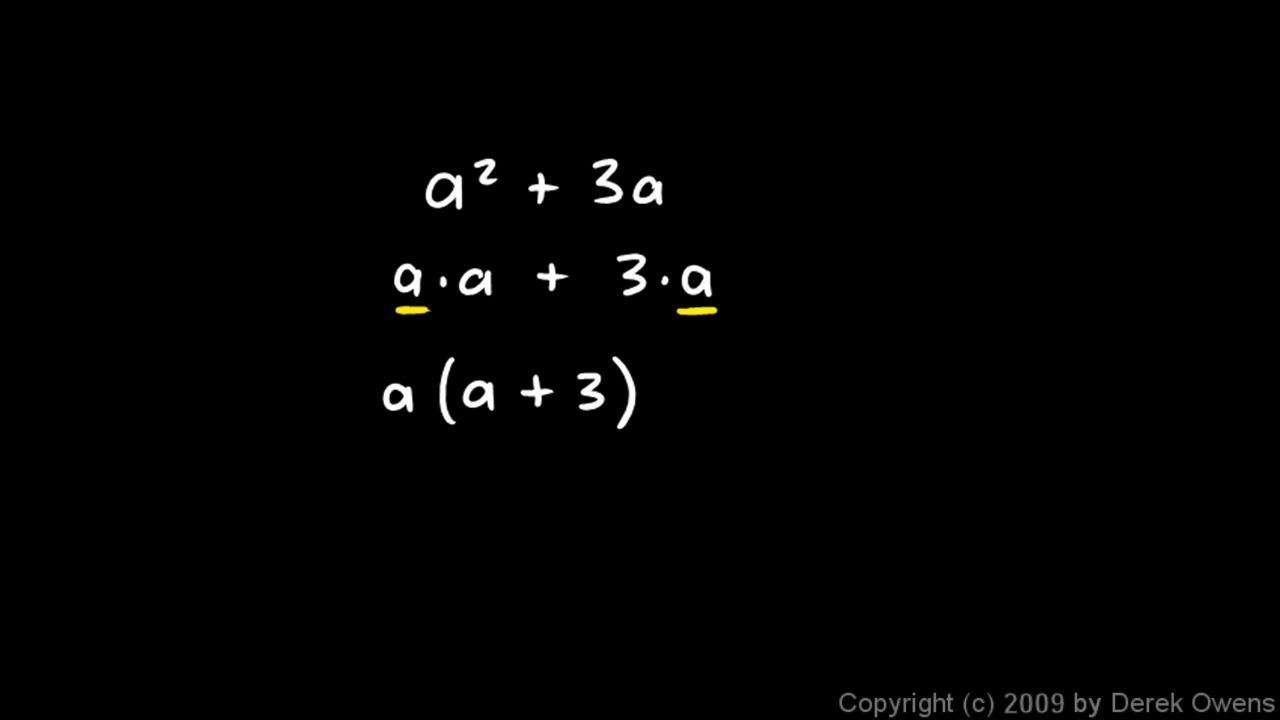 a² + 3a
a · a + 3 · a
a (a + 3)
Copyright (c) 2009 by Derek Owens